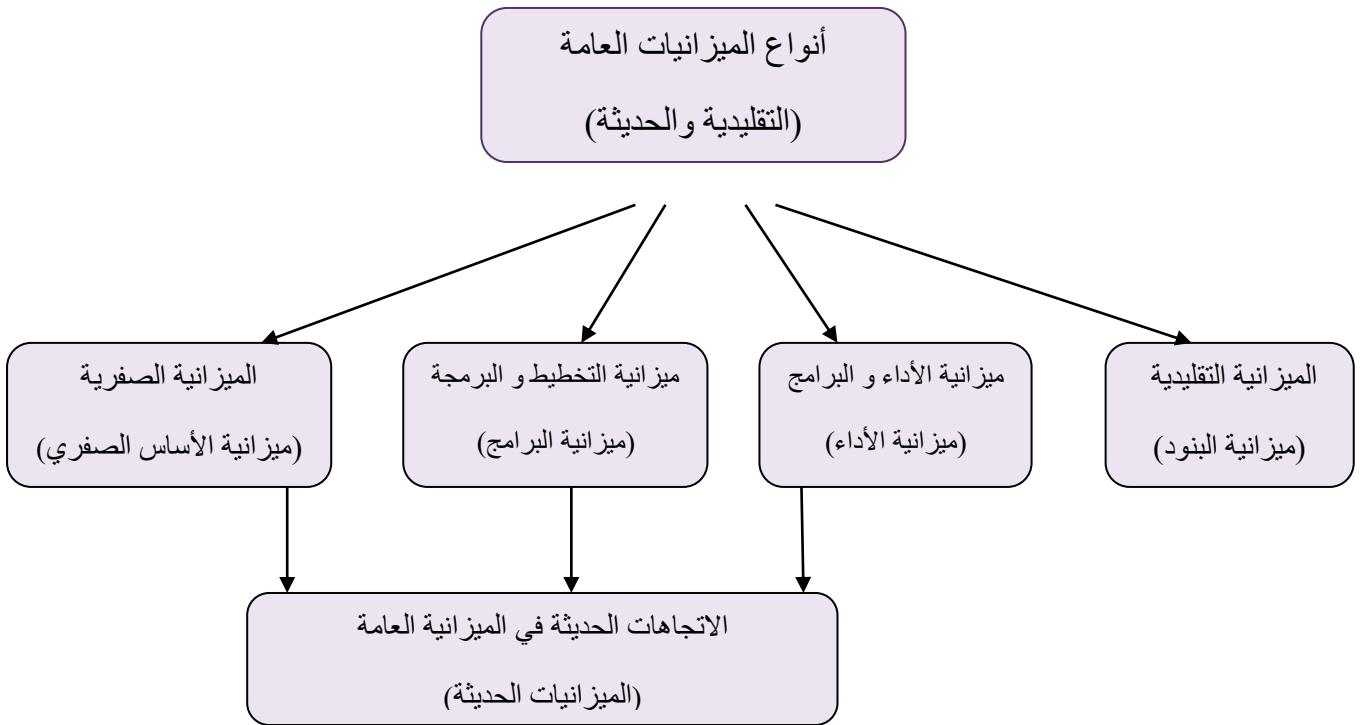 أنواع الميزانيات العامة
(التقليدية والحديثة)
الميزانية التقليدية
(ميزانية البنود)
ميزانية الأداء و البرامج
(ميزانية الأداء)
ميزانية التخطيط و البرمجة
(ميزانية البرامج)
الميزانية الصفرية
(ميزانية الأساس الصفري)
الاتجاهات الحديثة في الميزانية العامة
(الميزانيات الحديثة)